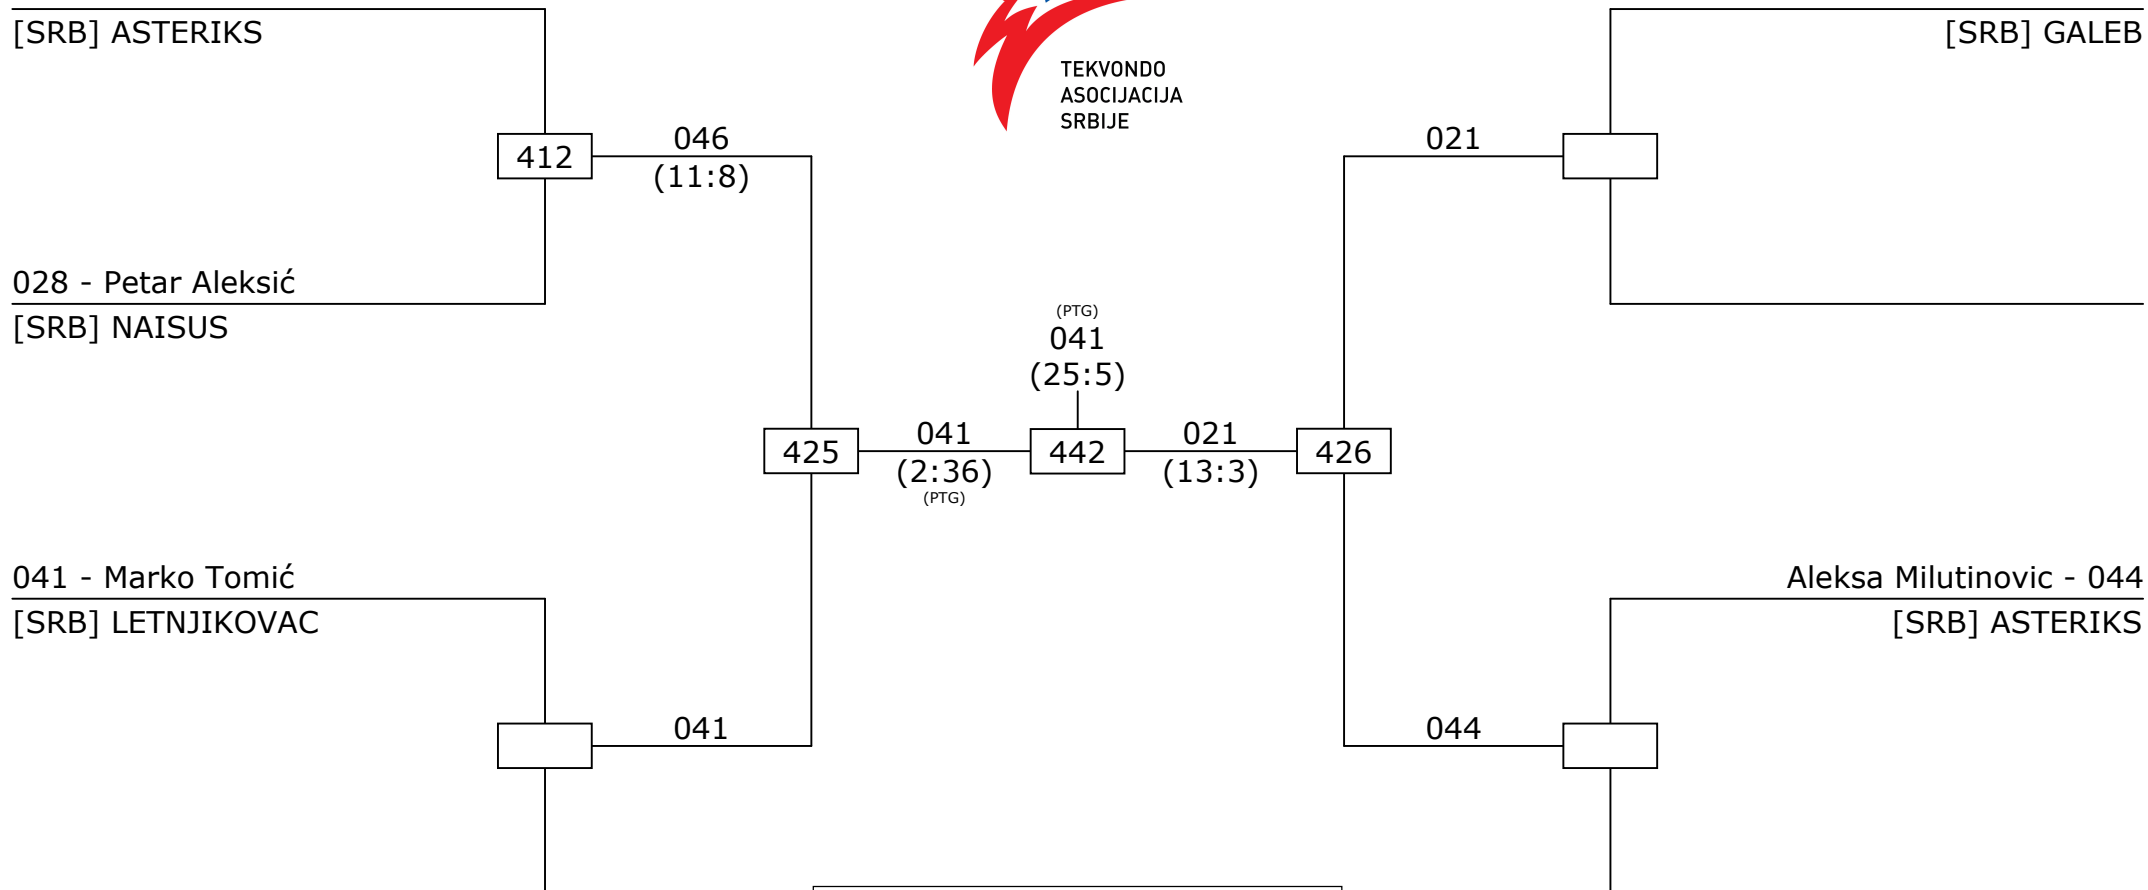 [SRB] ASTERIKS
[SRB] GALEB
TEKVONDO
ASOCIJACIJA
SRBIJE
412
046
(11:8)
021
028 - Petar Aleksić
[SRB] NAISUS
(PTG)
041
(25:5)
425
041
(2:36)
(PTG)
442
021
(13:3)
426
041 - Marko Tomić
[SRB] LETNJIKOVAC
Aleksa Milutinovic - 044
[SRB] ASTERIKS
041
044